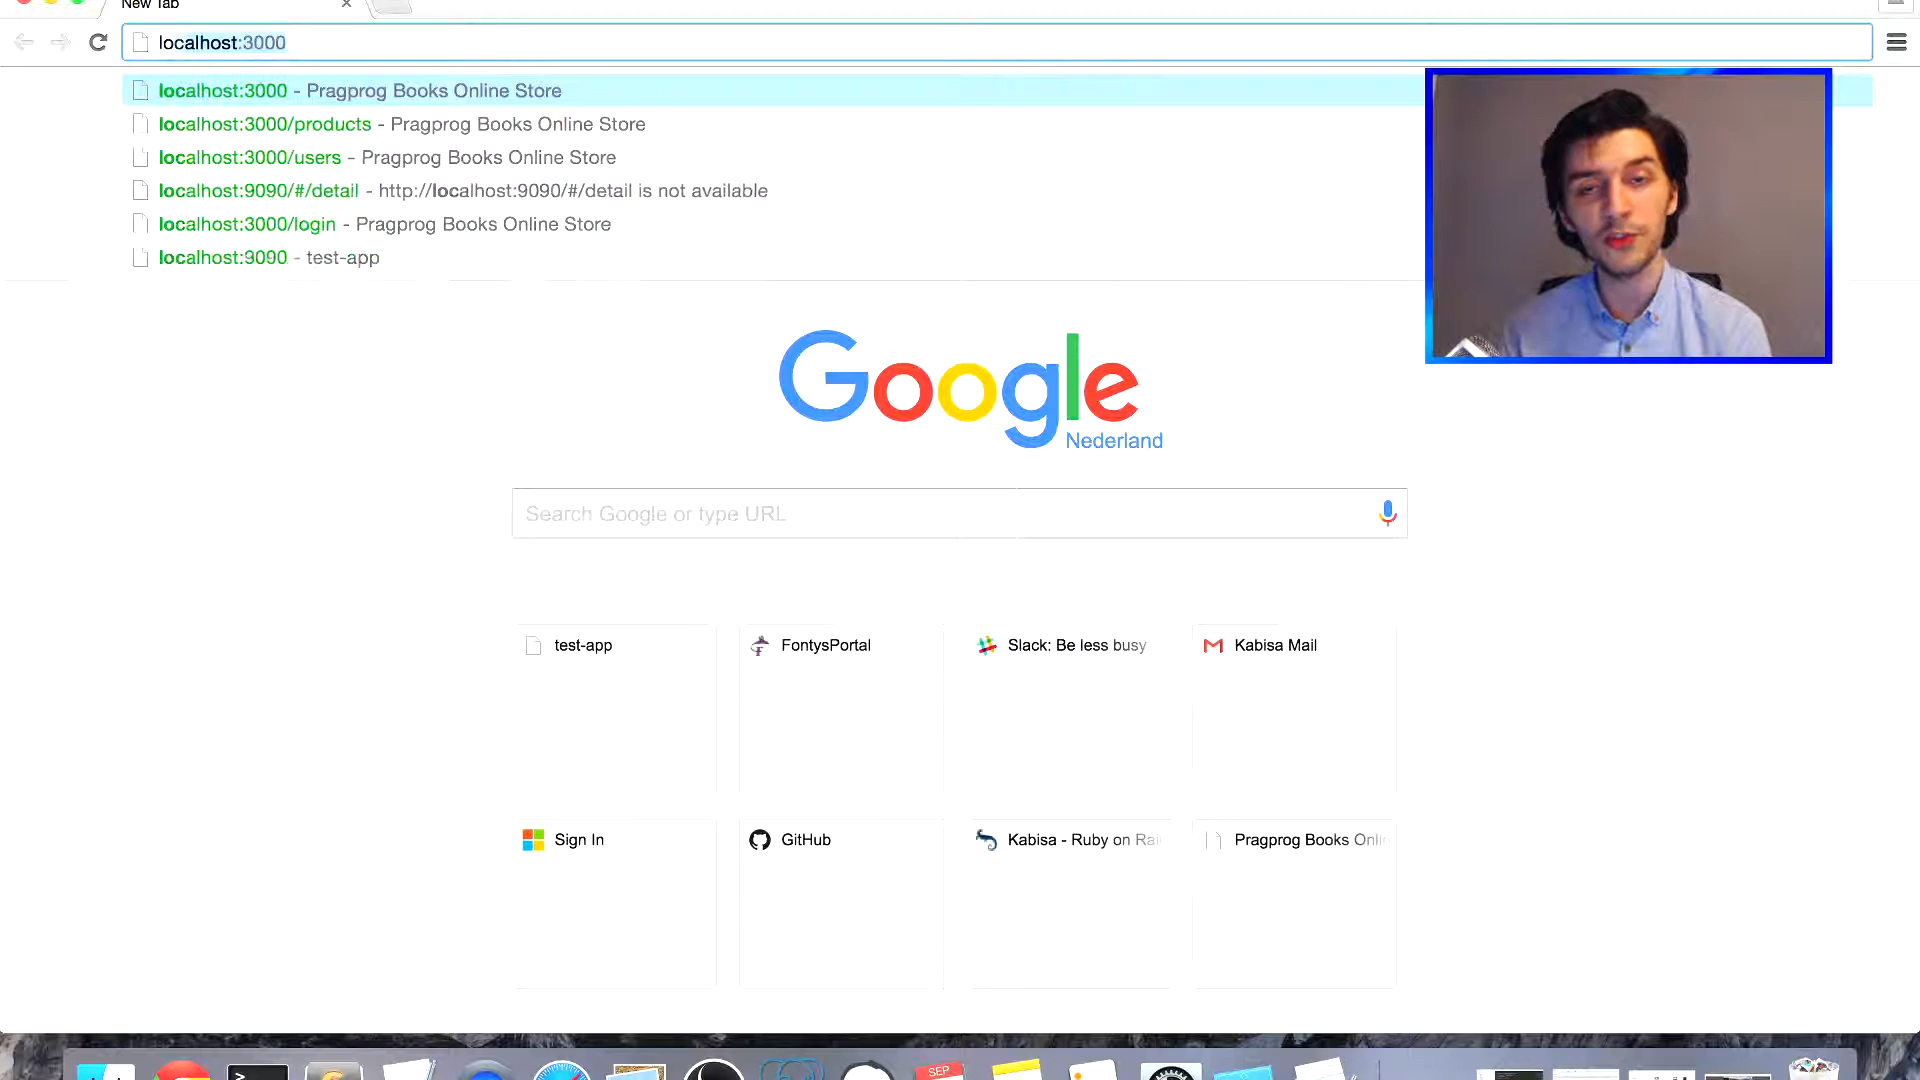 New Tab
localhost:3000
localhost:3000 - Pragprog Books Online Store
localhost:3000/products - Pragprog Books Online Store
localhost:3000/users - Pragprog Books Online Store
localhost:9090/#/detail - http://localhost:9090/#/detail is not available
localhost:3000/login - Pragprog Books Online Store
localhost:9090 - test-app
Google
Nederland
Search Google or type URL
test-app
FontysPortal
Slack: Be less busy
Kabisa Mail
Sign In
GitHub
Kabisa - Ruby on Rai
Pragprog Books Onlin
SEP